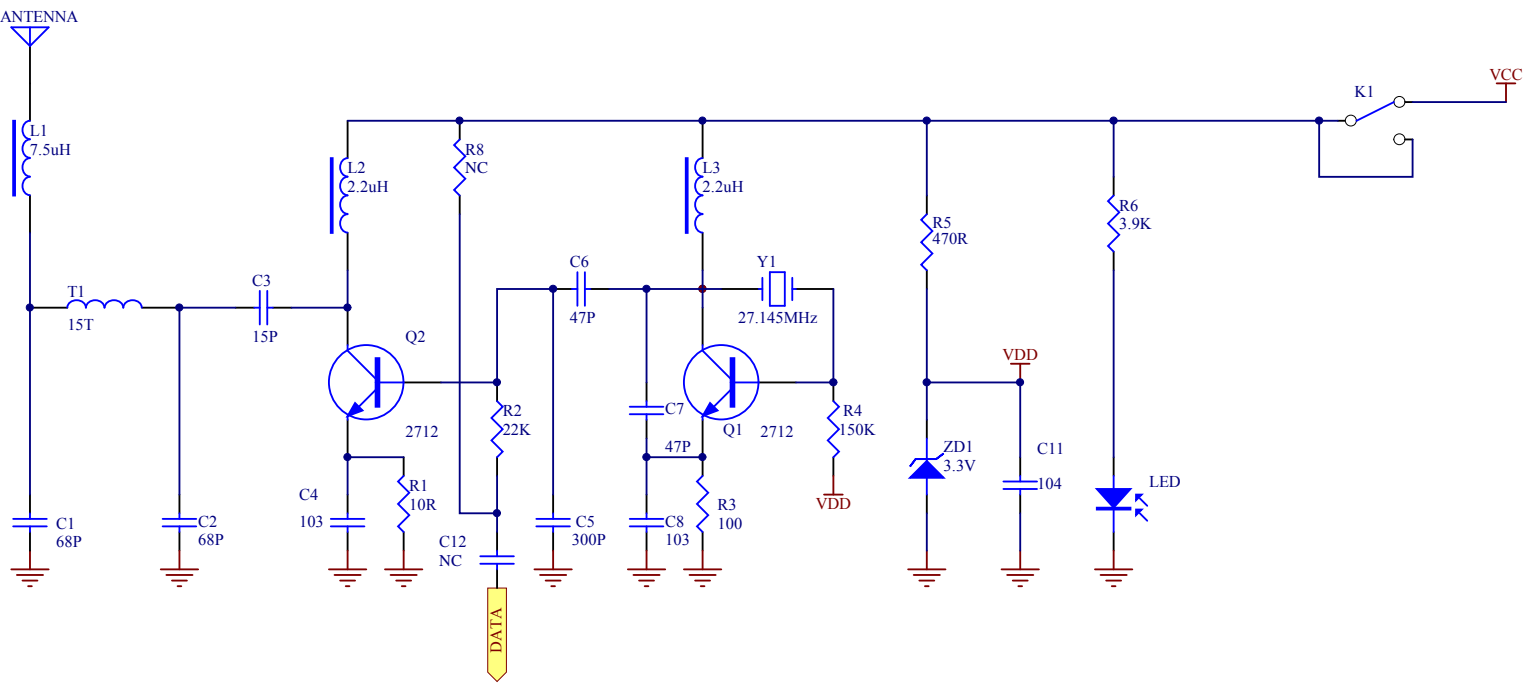 ANTENNA
VCC
K1
L1
7.5uH
R8
NC
L2
2.2uH
L3
2.2uH
R6
3.9K
R5
470R
C6
Y1
C3
T1
15T
15P
47P
27.145MHz
Q2
VDD
C7
R2
22K
R4
150K
2712
Q1
2712
47P
ZD1
3.3V
C11
104
LED
R1
10R
C4
103
R3
100
VDD
C1
68P
C2
68P
C5
300P
C8
103
C12
NC
DATA